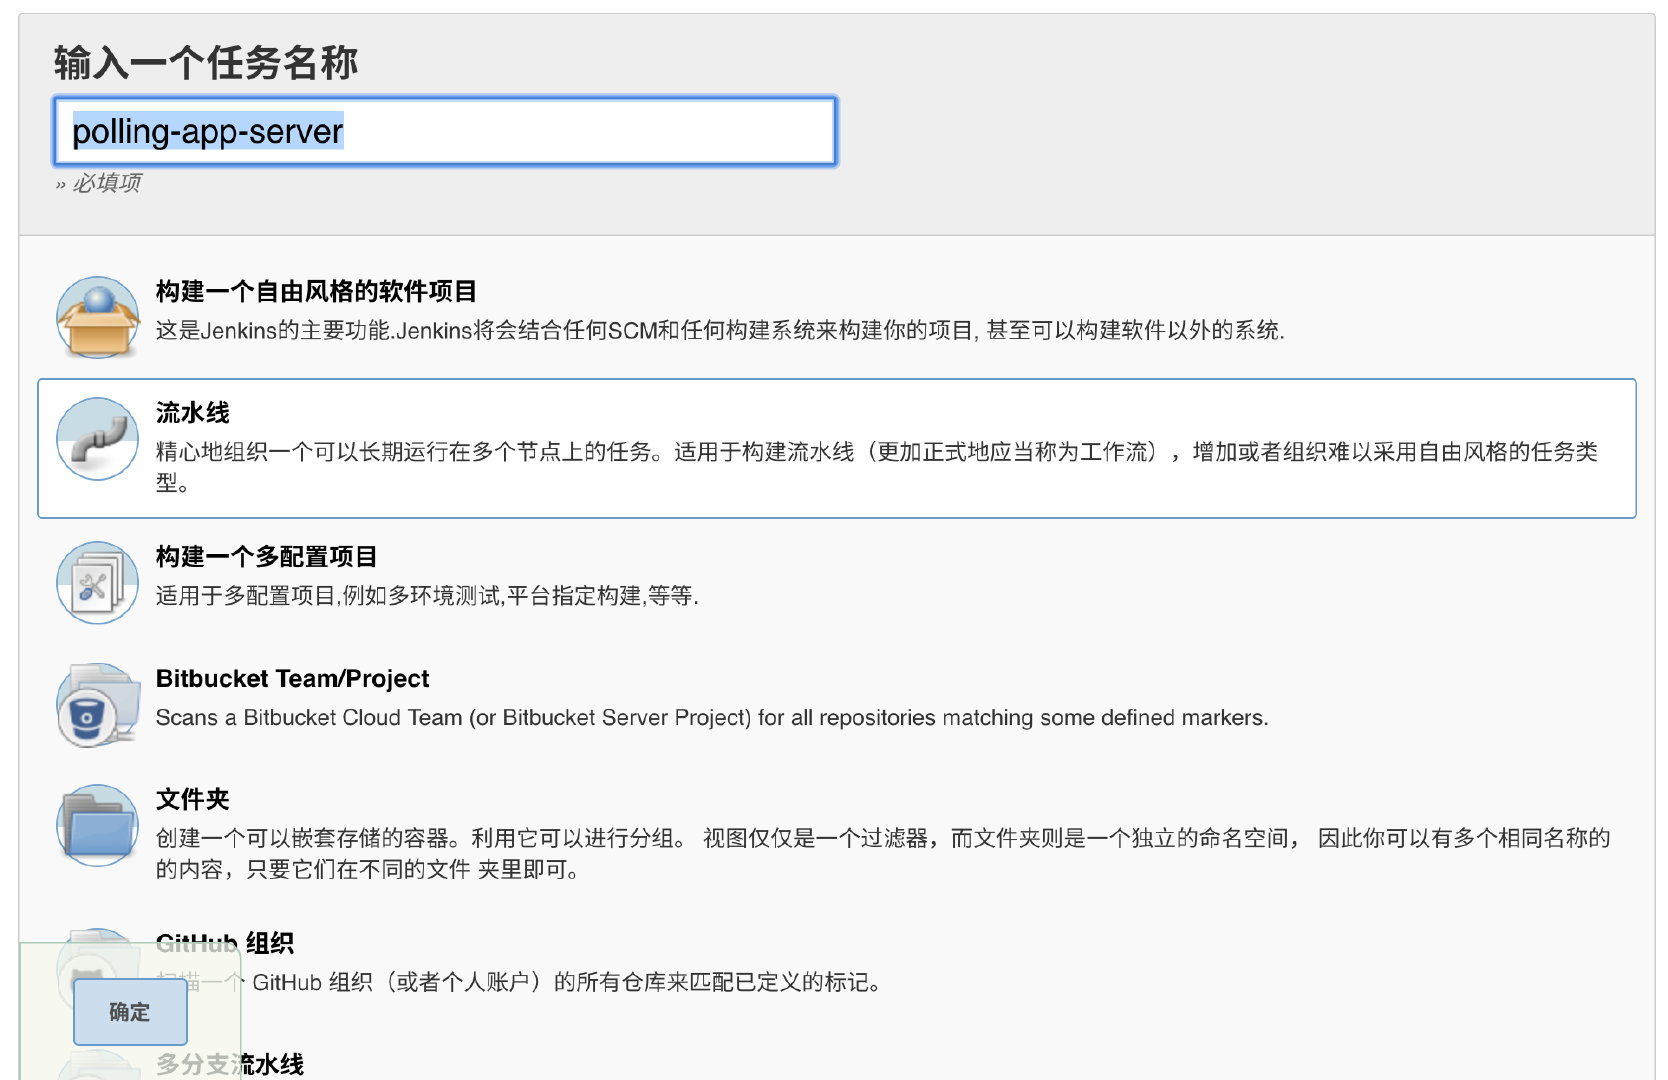 输入一个任务名称
polling-app-server
» 必填项
构建一个自由风格的软件项目
这是Jenkins的主要功能.Jenkins将会结合任何SCM和任何构建系统来构建你的项目, 甚至可以构建软件以外的系统.
流水线
精心地组织一个可以长期运行在多个节点上的任务。适用于构建流水线（更加正式地应当称为工作流），增加或者组织难以采用自由风格的任务类
型。
构建一个多配置项目
适用于多配置项目,例如多环境测试,平台指定构建,等等.
Bitbucket Team/Project
Scans a Bitbucket Cloud Team (or Bitbucket Server Project) for all repositories matching some defined markers.
文件夹
创建一个可以嵌套存储的容器。利用它可以进行分组。 视图仅仅是一个过滤器，而文件夹则是一个独立的命名空间， 因此你可以有多个相同名称的
的内容，只要它们在不同的文件 夹里即可。
GitHub 组织
扫描一个 GitHub 组织（或者个人账户）的所有仓库来匹配已定义的标记。
确定
多分支流水线